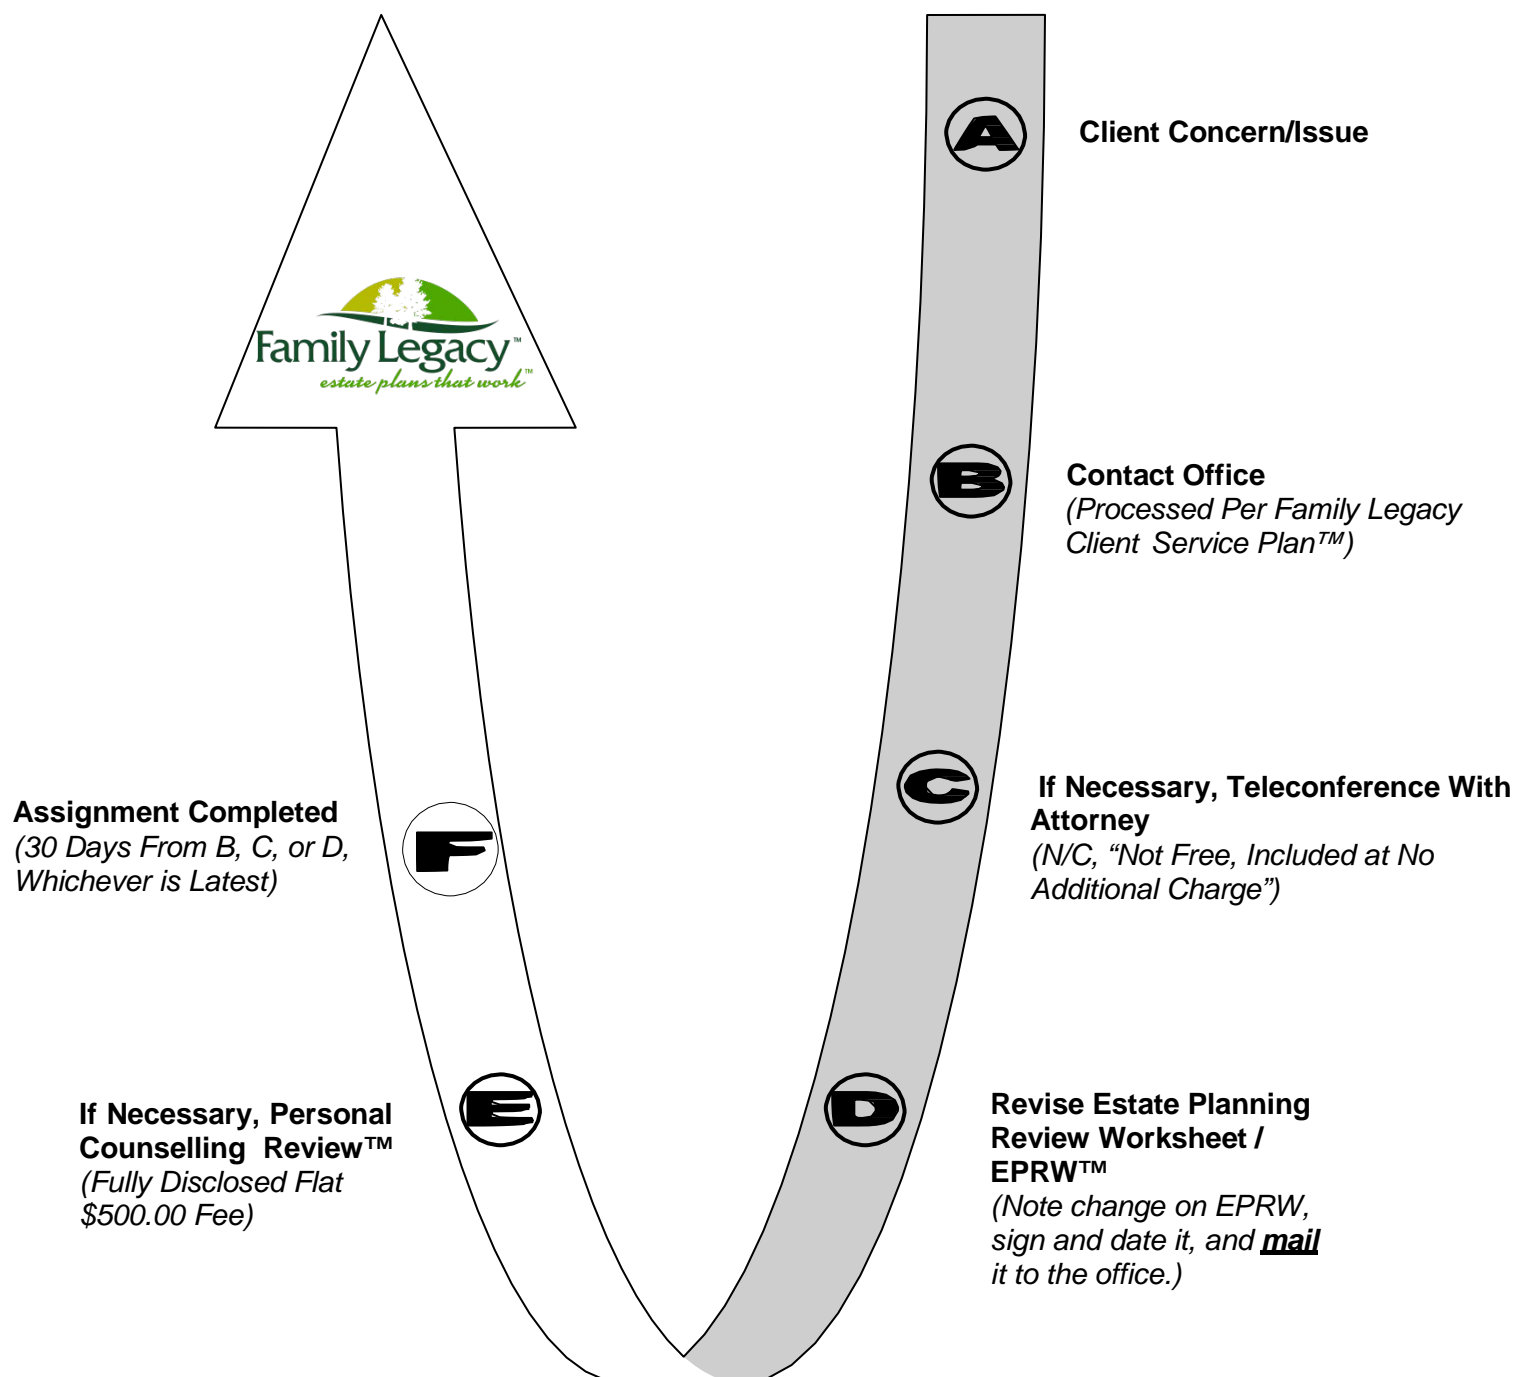 A
Client Concern/Issue
Family Legacy™
estate plans that work™
B
Contact Office
(Processed Per Family Legacy
Client Service Plan™)
C
If Necessary, Teleconference With
Attorney
(N/C, “Not Free, Included at No
Additional Charge”)
D
Revise Estate Planning
Review Worksheet /
EPRW™
(Note change on EPRW,
sign and date it, and mail
it to the office.)
E
If Necessary, Personal
Counselling Review™
(Fully Disclosed Flat
$500.00 Fee)
F
Assignment Completed
(30 Days From B, C, or D,
Whichever is Latest)